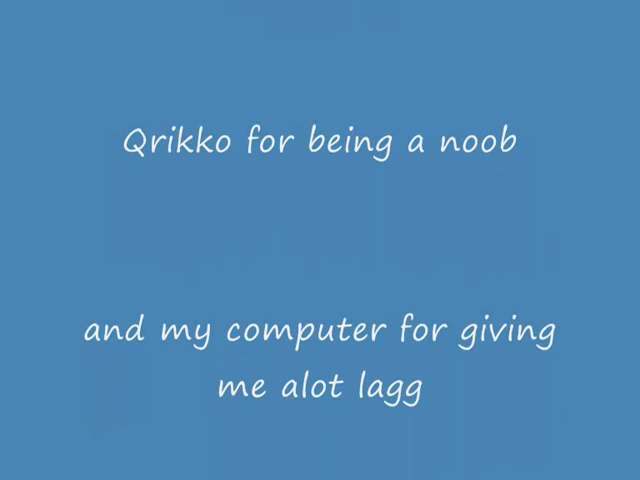 Qrikko for being a noob
and my computer for giving
me alot lagg